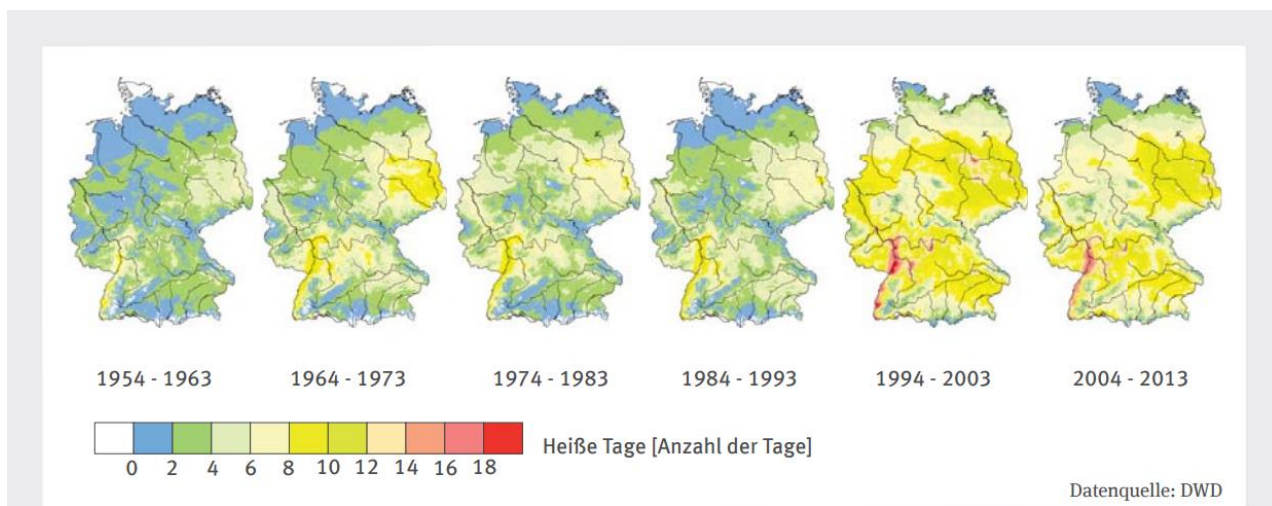 1954 - 1963 1964 - 1973 1974 - 1983 1984 - 1993 1994 - 2003 2004 - 2013
0 2 4 6 8 10 12 14 16 18 Heiße Tage [Anzahl der Tage]
Datenquelle: DWD